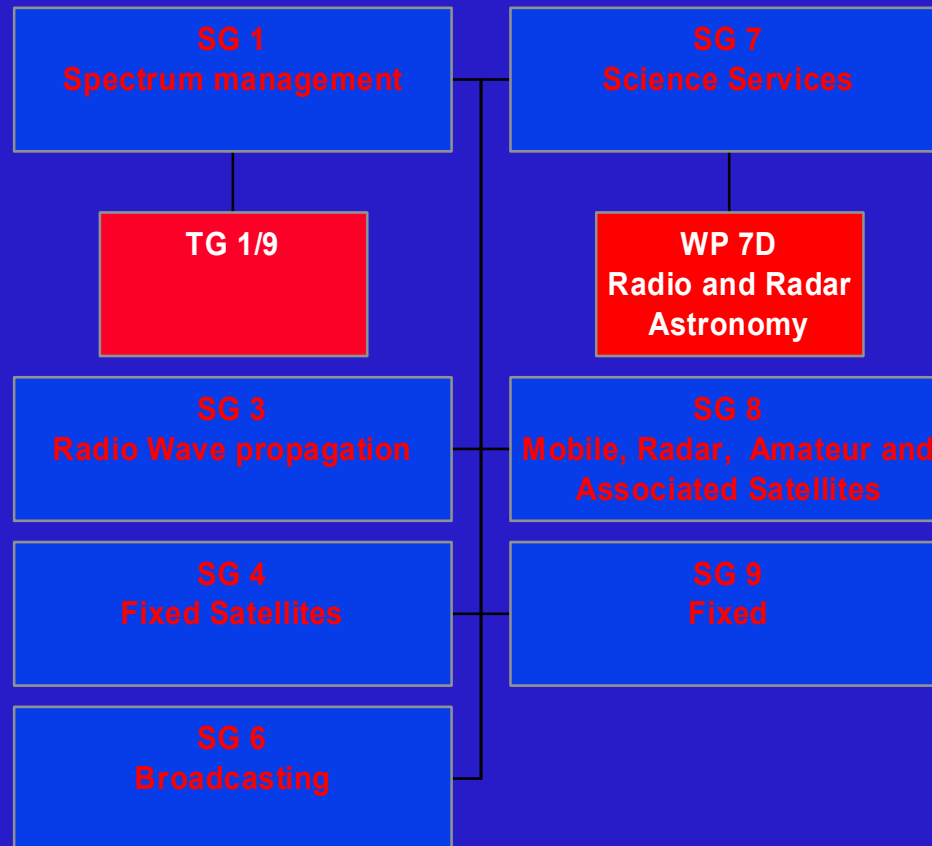 SG 1
Spectrum management
SG 7
Science Services
TG 1/9
WP 7D
Radio and Radar
Astronomy
SG 3
Radio Wave propagation
SG 8
Mobile, Radar, Amateur and
Associated Satellites
SG 4
Fixed Satellites
SG 9
Fixed
SG 6
Broadcasting